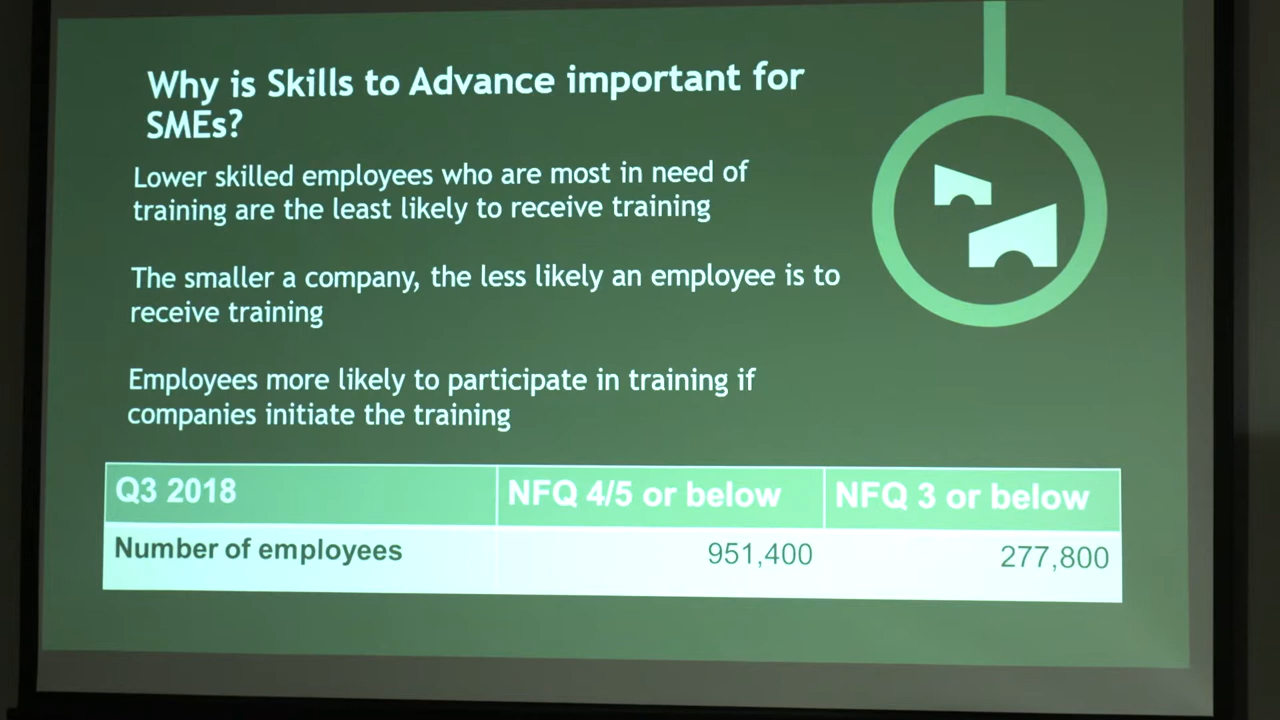 Why is Skills to Advance important for
SMEs?
Lower skilled employees who are most in need of
training are the least likely to receive training
The smaller a company, the less likely an employee is to
receive training
Employees more likely to participate in training if
companies initiate the training
Q3 2018 NFQ 4/5 or below NFQ 3 or below
Number of employees 951,400 277,800